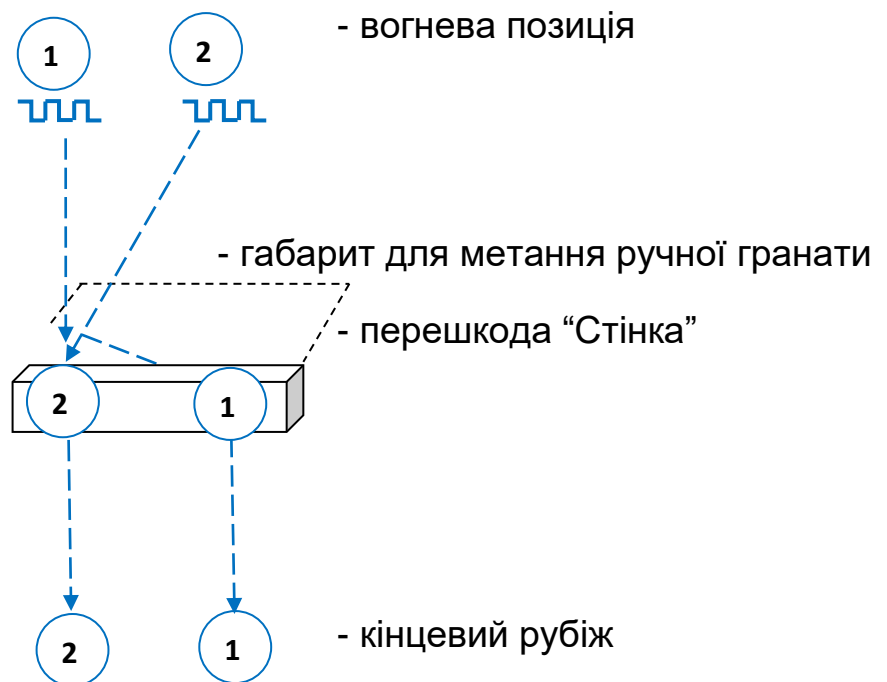 1 2 - вогнева позиція
- габарит для метання ручної гранати
- перешкода “Стінка”
2 1
2 1 - кінцевий рубіж